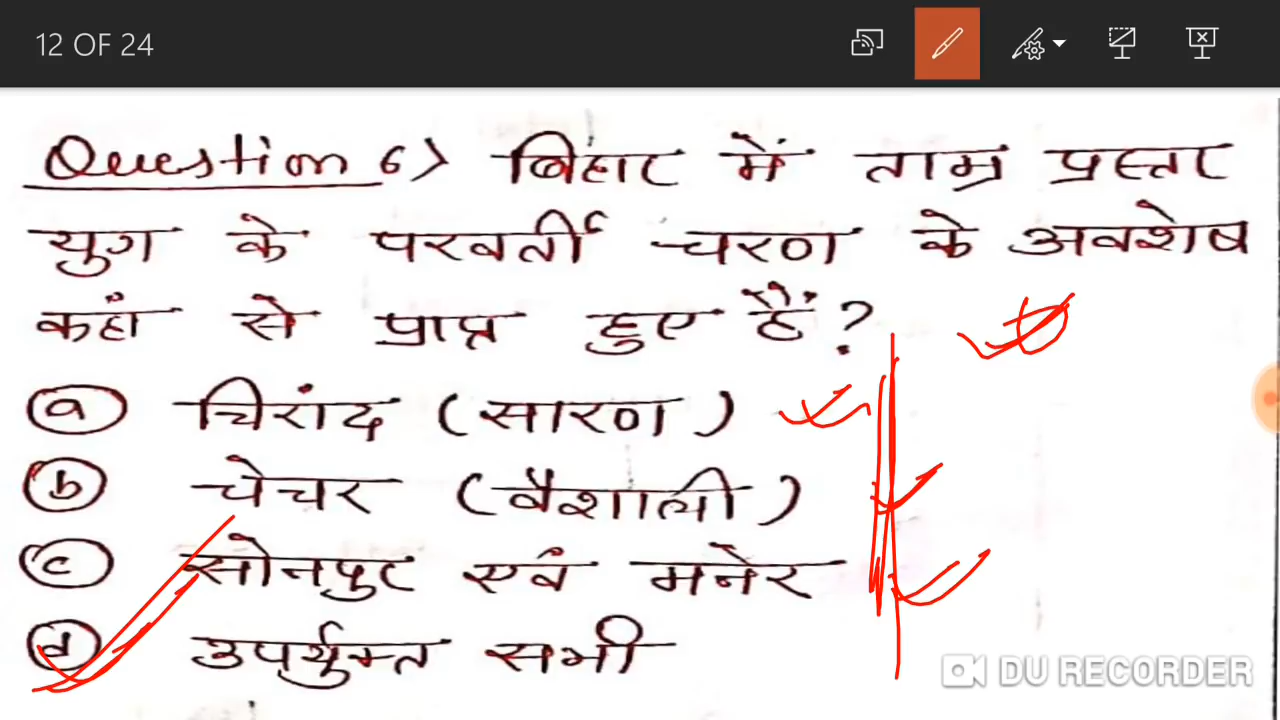 12 OF 24
Question 6) बिहार में ताम्र प्रस्तर
युग के परवर्ती चरण के अवशेष
कहां से प्राप्त हुए हैं?
(a) चिरांद (सारण)
(b) चेचर (वैशाली)
(c) सोनपुर एवं मनेर
(d) उपर्युक्त सभी
DU RECORDER